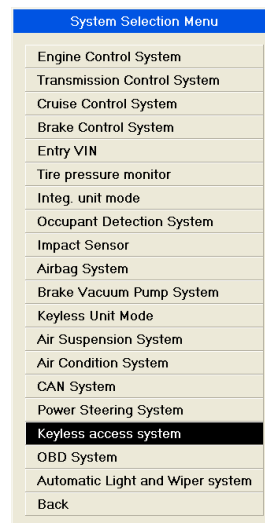 System Selection Menu
Engine Control System
Transmission Control System
Cruise Control System
Brake Control System
Entry VIN
Tire pressure monitor
Integ. unit mode
Occupant Detection System
Impact Sensor
Airbag System
Brake Vacuum Pump System
Keyless Unit Mode
Air Suspension System
Air Condition System
CAN System
Power Steering System
Keyless access system
OBD System
Automatic Light and Wiper system
Back